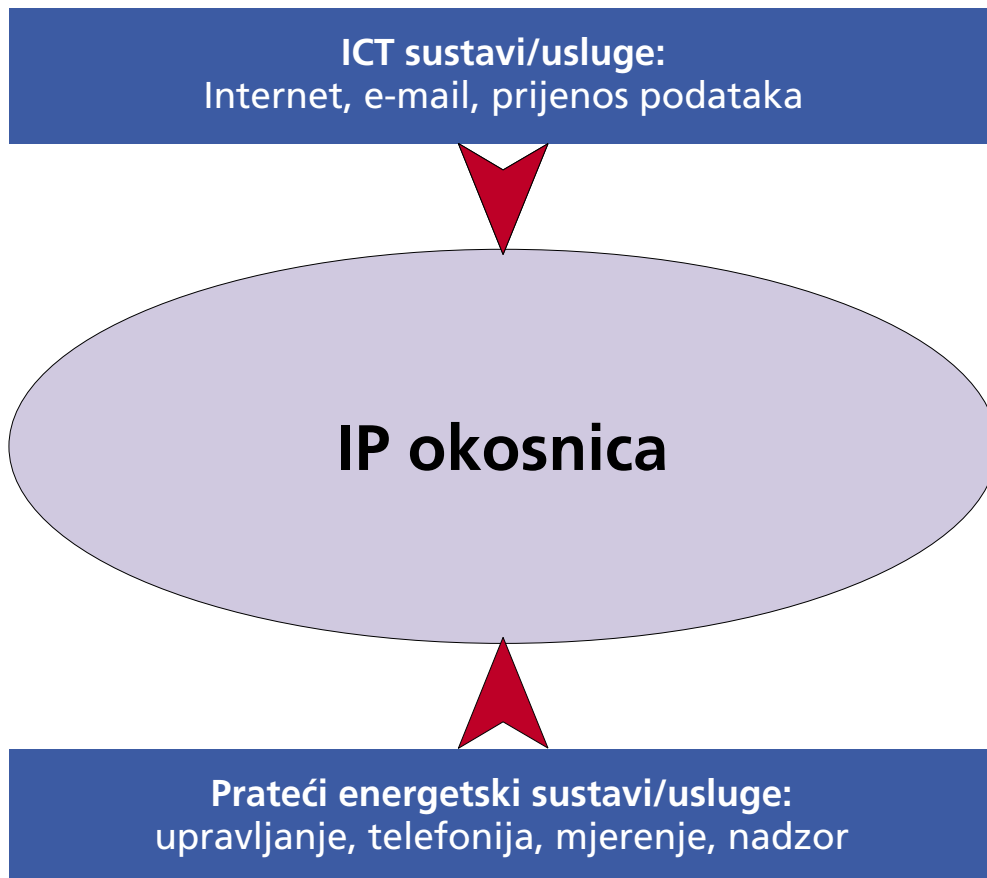 ICT sustavi/usluge:
Internet, e-mail, prijenos podataka
IP okosnica
Prateći energetski sustavi/usluge:
upravljanje, telefonija, mjerenje, nadzor